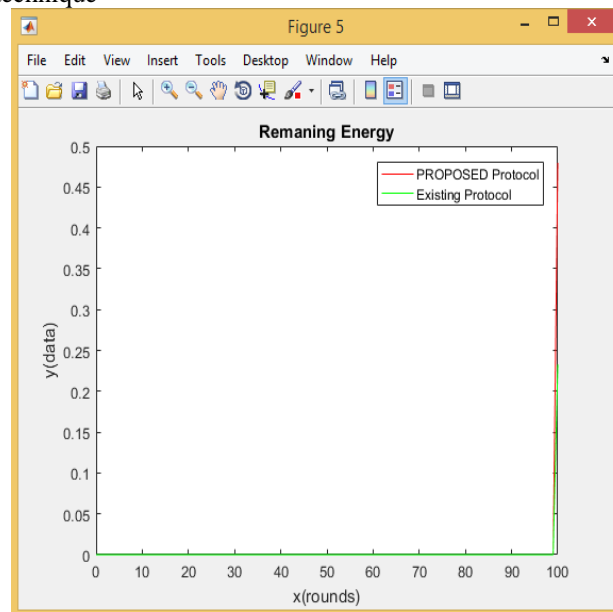 Figure 5
File Edit View Insert Tools Desktop Window Help
Remaning Energy
PROPOSED Protocol
Existing Protocol
0.5
0.45
0.4
0.35
0.3
0.25
0.2
0.15
0.1
0.05
0
y(data)
0 10 20 30 40 50 60 70 80 90 100
x(rounds)